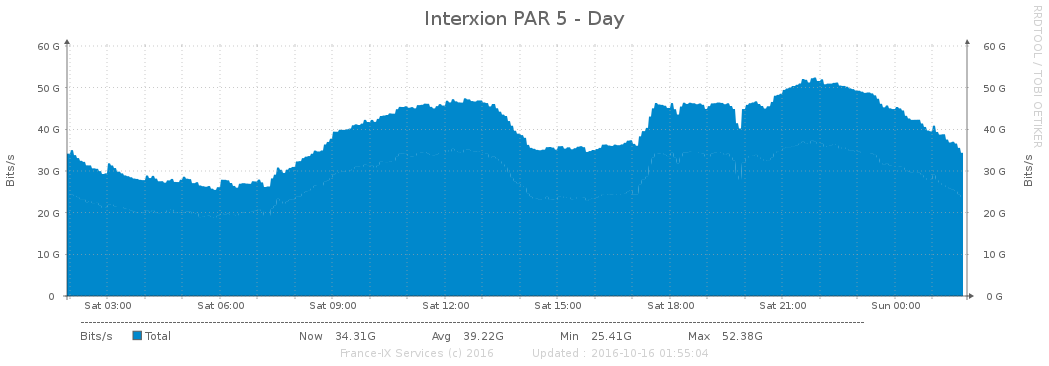 Interxion PAR 5 - Day
RRDTOOL / TOBI OETIKER
60 G 60 G
50 G 50 G
40 G 40 G
30 G 30 G
20 G 20 G
10 G 10 G
0 0 G
Bits/s
Bits/s
Sat 03:00 Sat 06:00 Sat 09:00 Sat 12:00 Sat 15:00 Sat 18:00 Sat 21:00 Sun 00:00
Bits/s Total Now 34.31G Avg 39.22G Min 25.41G Max 52.38G
France-IX Services (c) 2016 Updated : 2016-10-16 01:55:04